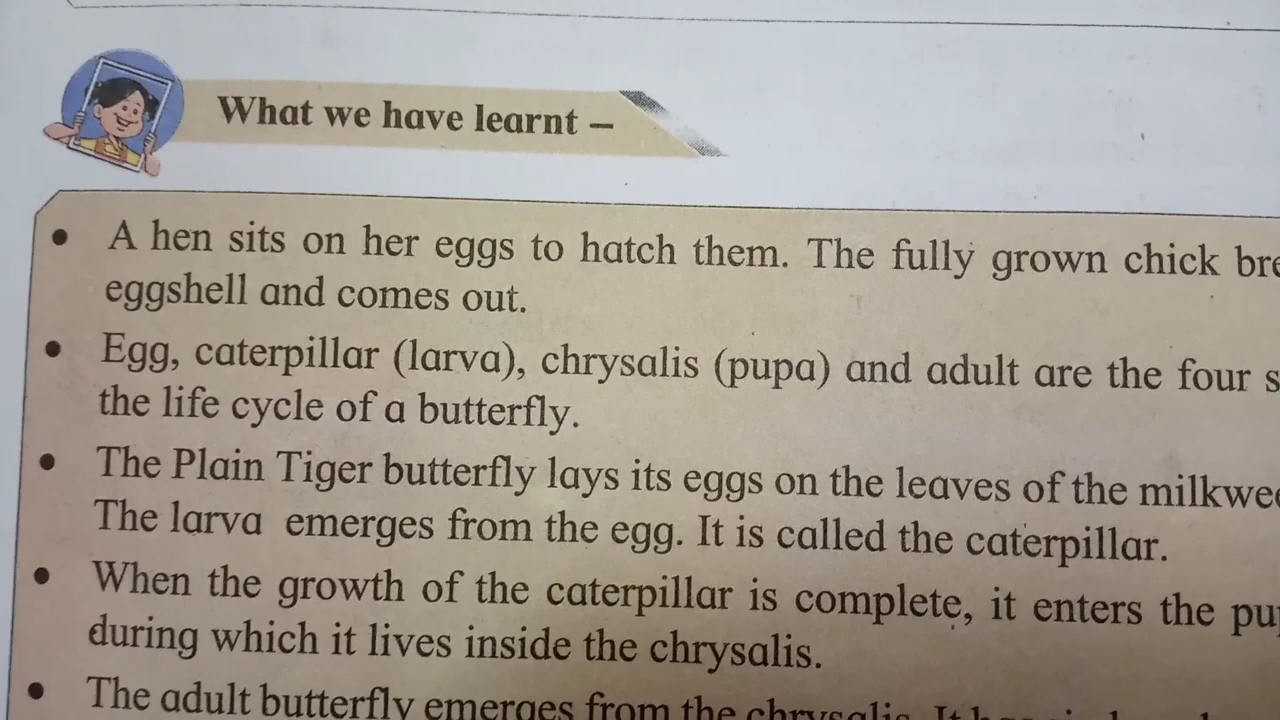 What we have learnt –
• A hen sits on her eggs to hatch them. The fully grown chick
eggshell and comes out.
• Egg, caterpillar (larva), chrysalis (pupa) and adult are the four
the life cycle of a butterfly.
• The Plain Tiger butterfly lays its eggs on the leaves of the
The larva emerges from the egg. It is called the caterpillar.
• When the growth of the caterpillar is complete, it enters the
during which it lives inside the chrysalis.
• The adult butterfly emerges from the chrysalis. It